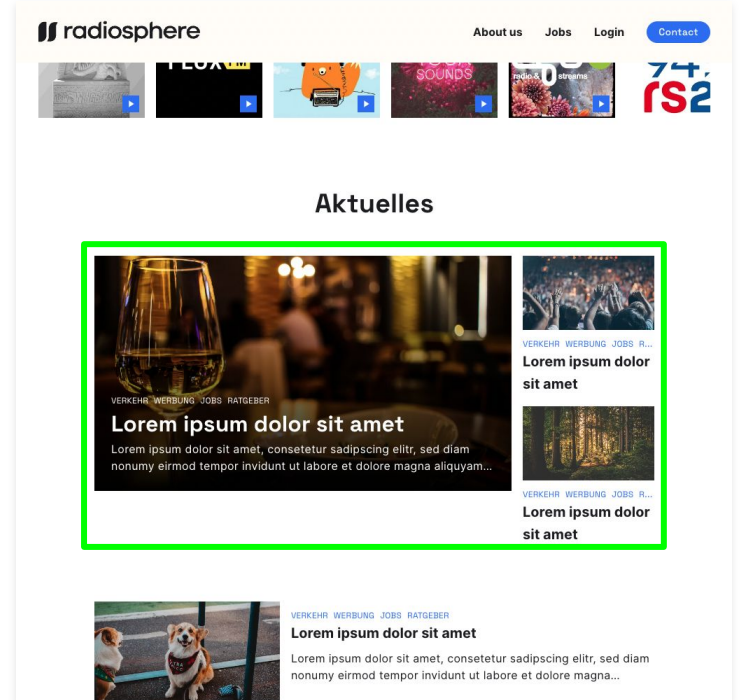 radiosphere
About us Jobs Login Contact
SOUNDS
radio & streams
94,
rs2
Aktuelles
VERKEHR WERBUNG JOBS RATGEBER
Lorem ipsum dolor sit amet
Lorem ipsum dolor sit amet, consetetur sadipscing elitr, sed diam
nonumy eirmod tempor invidunt ut labore et dolore magna aliquyam...
VERKEHR WERBUNG JOBS R...
Lorem ipsum dolor
sit amet
VERKEHR WERBUNG JOBS R...
Lorem ipsum dolor
sit amet
VERKEHR WERBUNG JOBS RATGEBER
Lorem ipsum dolor sit amet
Lorem ipsum dolor sit amet, consetetur sadipscing elitr, sed diam
nonumy eirmod tempor invidunt ut labore et dolore magna...